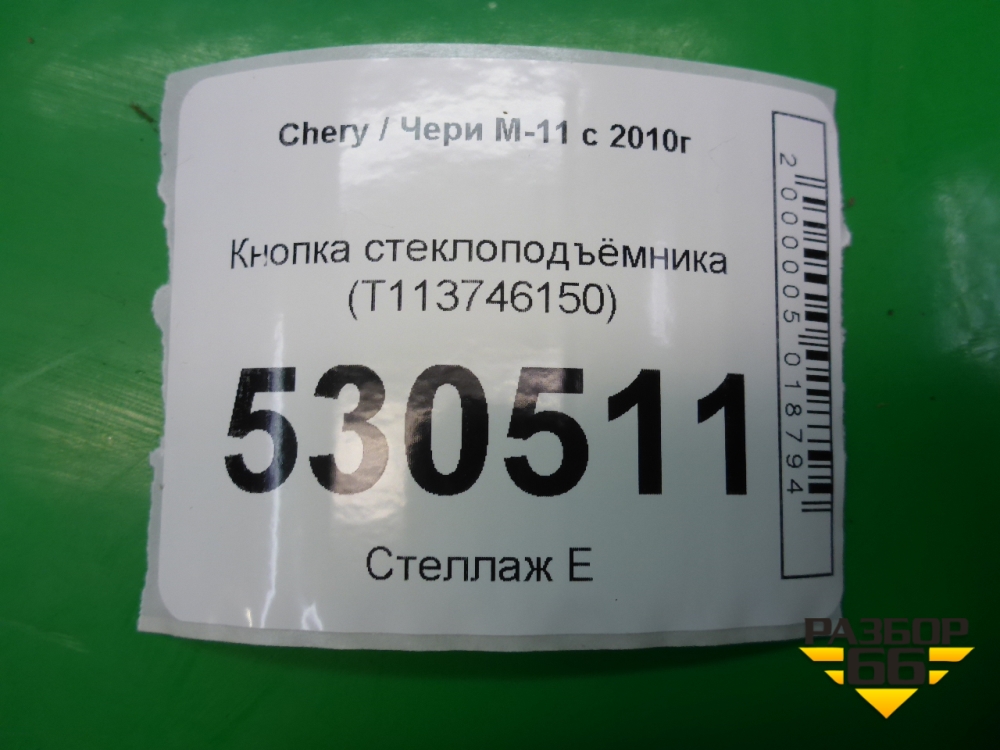 Chery / Чери М-11 с 2010г
Кнопка стеклоподъёмника
(T113746150)
530511
Стеллаж Е
2000005018794
РАЗБОР
66